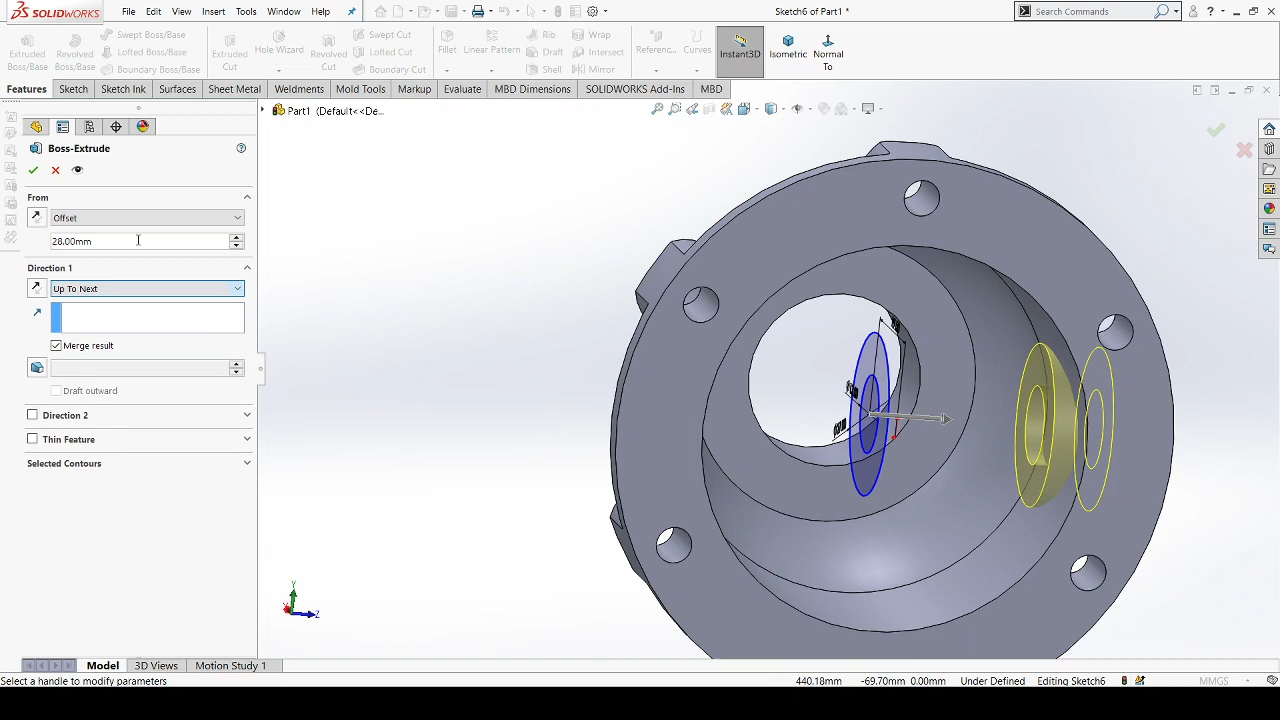 SOLIDWORKS File Edit View Insert Tools Window Help Sketch6 of Part1 * Search Commands
Extruded Boss/Base
Revolved Boss/Base
Swept Boss/Base
Lofted Boss/Base
Boundary Boss/Base
Extruded Cut
Hole Wizard
Revolved Cut
Swept Cut
Lofted Cut
Boundary Cut
Fillet
Linear Pattern
Rib
Draft
Shell
Wrap
Intersect
Mirror
Referenc...
Curves
Instant3D
Isometric
Normal To
Features Sketch Sketch Ink Surfaces Sheet Metal Weldments Mold Tools Markup Evaluate MBD Dimensions SOLIDWORKS Add-Ins MBD
Part1 (Default<<De...
Boss-Extrude
From
Offset
28.00mm
Direction 1
Up To Next
Merge result
Draft outward
Direction 2
Thin Feature
Selected Contours
Y
Z
Model 3D Views Motion Study 1
Select a handle to modify parameters 440.18mm -69.70mm 0.00mm Under Defined Editing Sketch6 MMGS